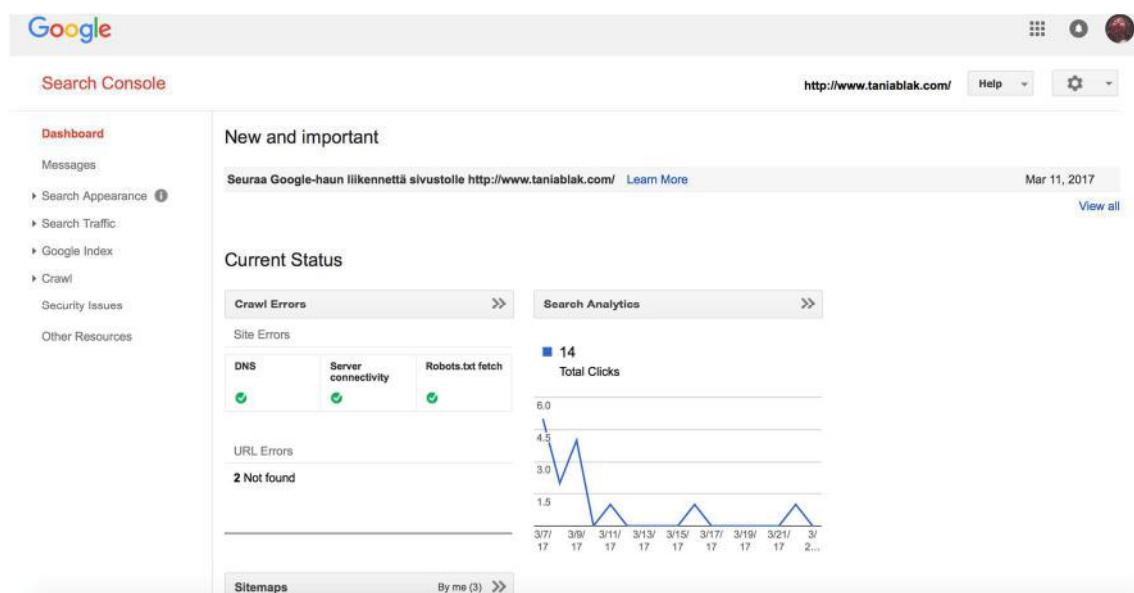 Google
Search Console
http://www.taniablak.com/
Help
Dashboard
Messages
Search Appearance
Search Traffic
Google Index
Crawl
Security Issues
Other Resources
New and important
Seuraa Google-haun liikennettä sivustolle http://www.taniablak.com/ Learn More
Mar 11, 2017
View all
Current Status
Crawl Errors
Site Errors
DNS
Server
connectivity
Robots.txt fetch
URL Errors
2 Not found
Search Analytics
14
Total Clicks
6.0
4.5
3.0
1.5
3/7/ 3/9/ 3/11/ 3/13/ 3/15/ 3/17/ 3/19/ 3/21/ 3/
17 17 17 17 17 17 17 17 2...
Sitemaps
By me (3)